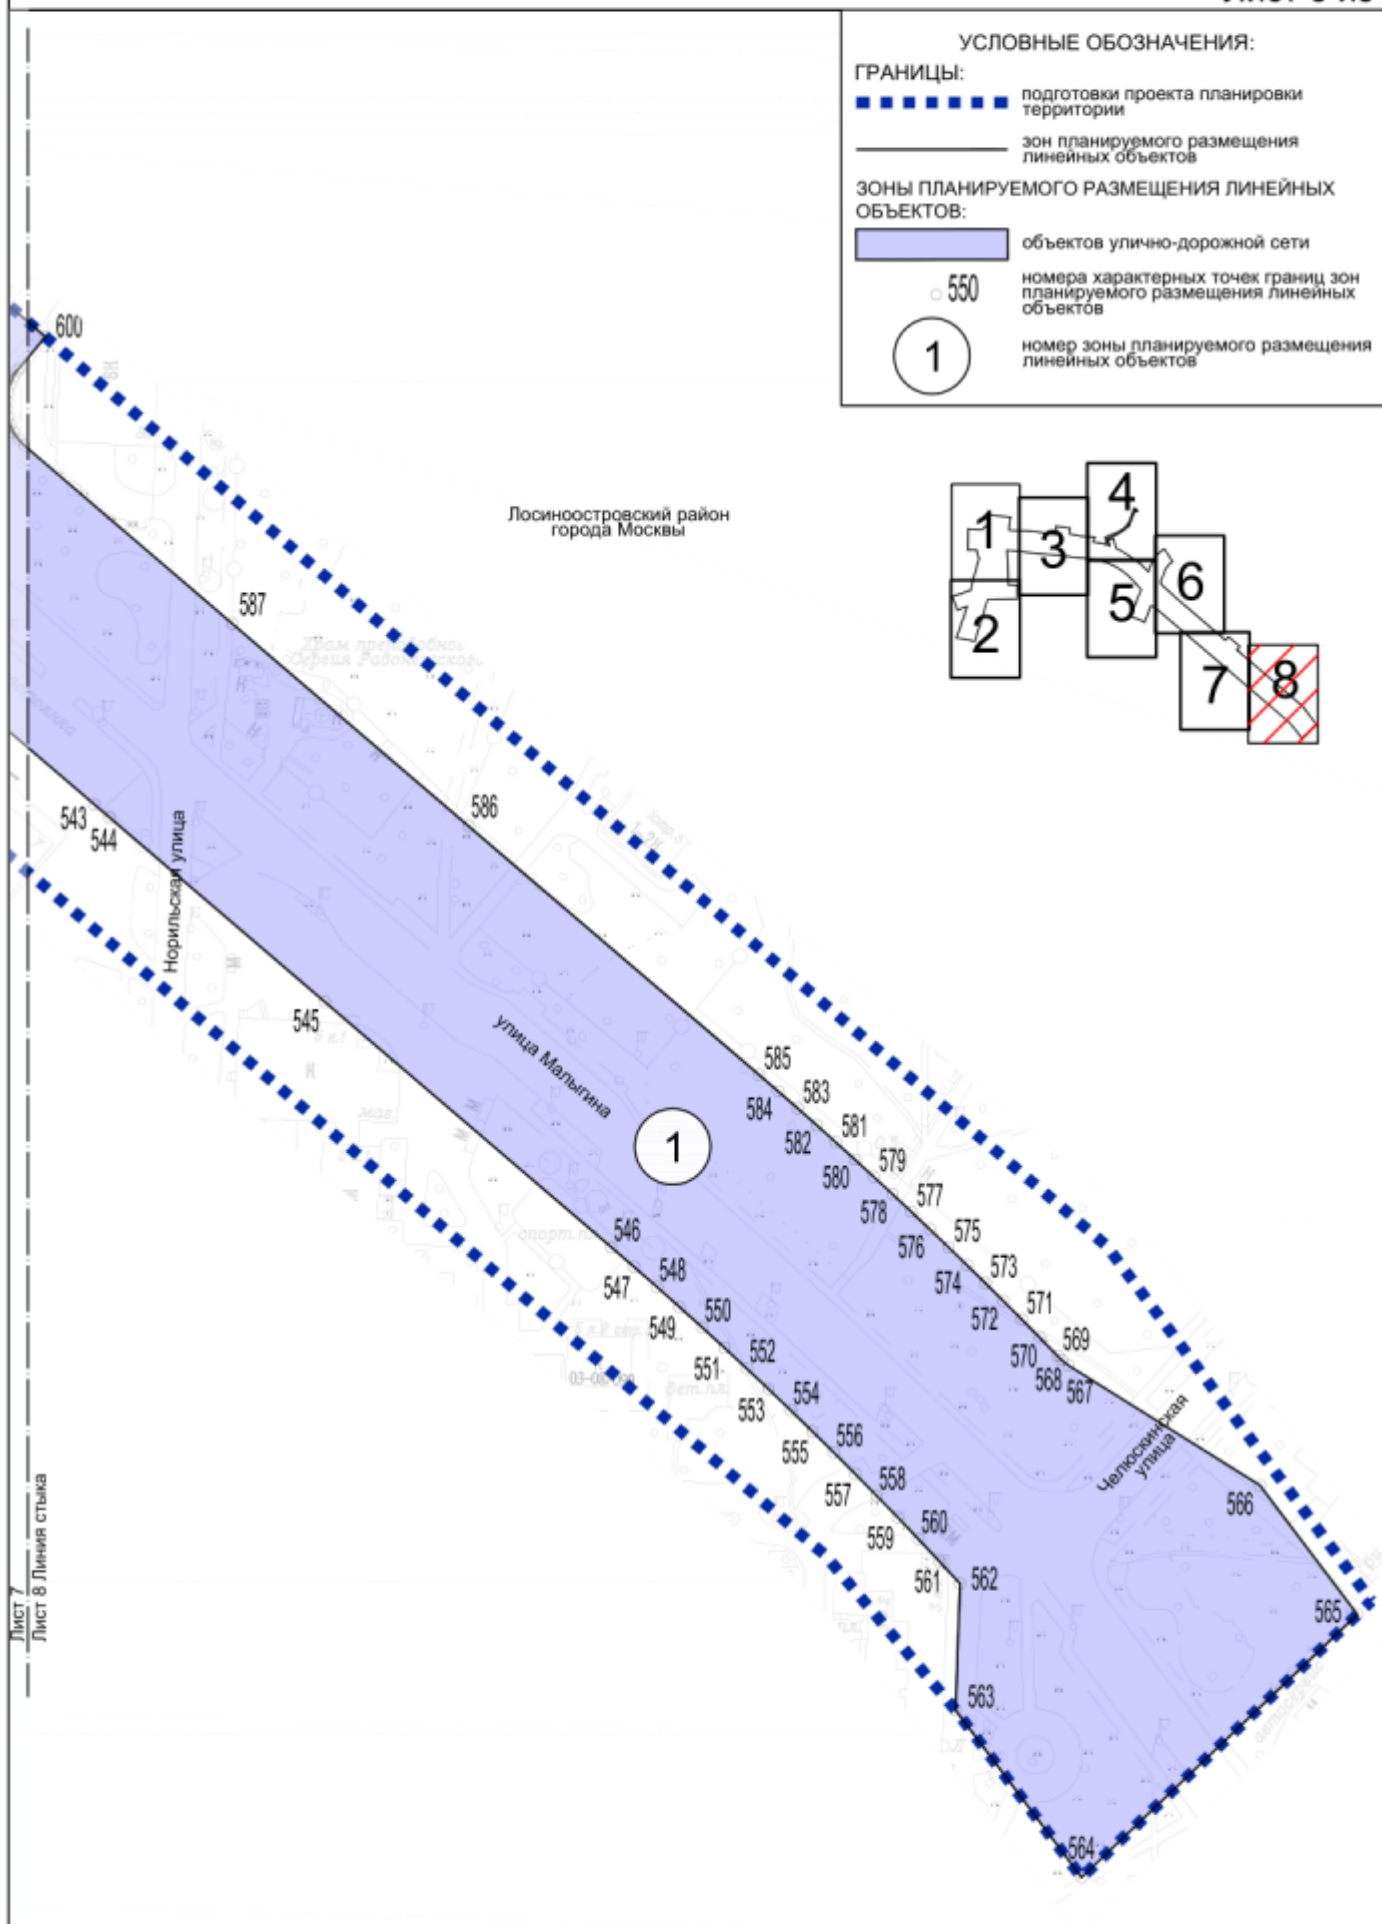 УСЛОВНЫЕ ОБОЗНАЧЕНИЯ:
ГРАНИЦЫ:
подготовки проекта планировки
территории
зон планируемого размещения
линейных объектов
ЗОНЫ ПЛАНИРУЕМОГО РАЗМЕЩЕНИЯ ЛИНЕЙНЫХ
ОБЪЕКТОВ:
объектов улично-дорожной сети
550
номера характерных точек границ зон
планируемого размещения линейных
объектов
1
номер зоны планируемого размещения
линейных объектов
600
Лосиноостровский район
города Москвы
4
1
3
6
5
2
7
8
587
586
543
544
Норильская улица
545
улица Малыгина
1
585
584
583
582
581
580
579
578
577
576
575
574
573
572
571
570
569
568
567
546
547
548
549
550
551
552
553
554
555
556
557
558
559
560
561
562
маг.
спорт.
дет. пл.
Челюскинская
улица
566
565
563
564
Лист 7
Лист 8 Линия стыка